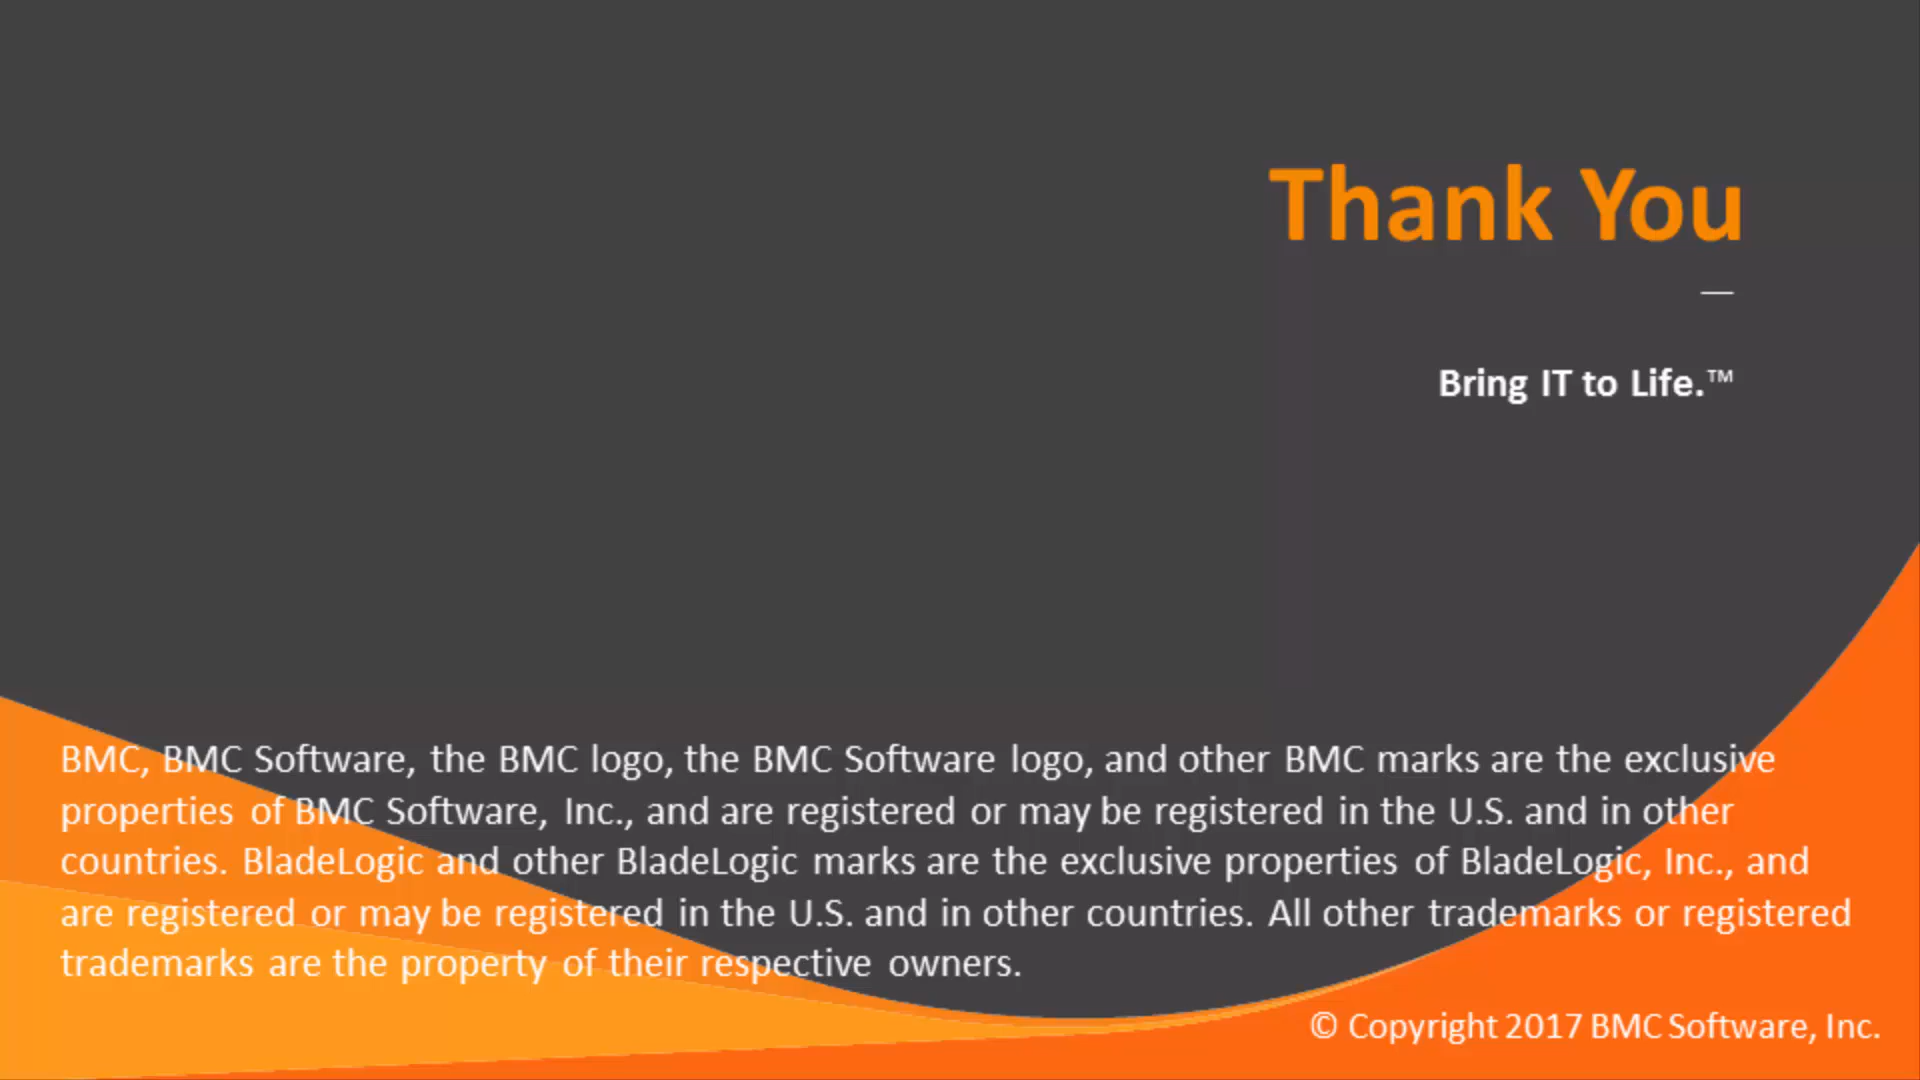 Thank You
—
Bring IT to Life.™
BMC, BMC Software, the BMC logo, the BMC Software logo, and other BMC marks are the exclusive
properties of BMC Software, Inc., and are registered or may be registered in the U.S. and in other
countries. BladeLogic and other BladeLogic marks are the exclusive properties of BladeLogic, Inc., and
are registered or may be registered in the U.S. and in other countries. All other trademarks or registered
trademarks are the property of their respective owners.
© Copyright 2017 BMC Software, Inc.